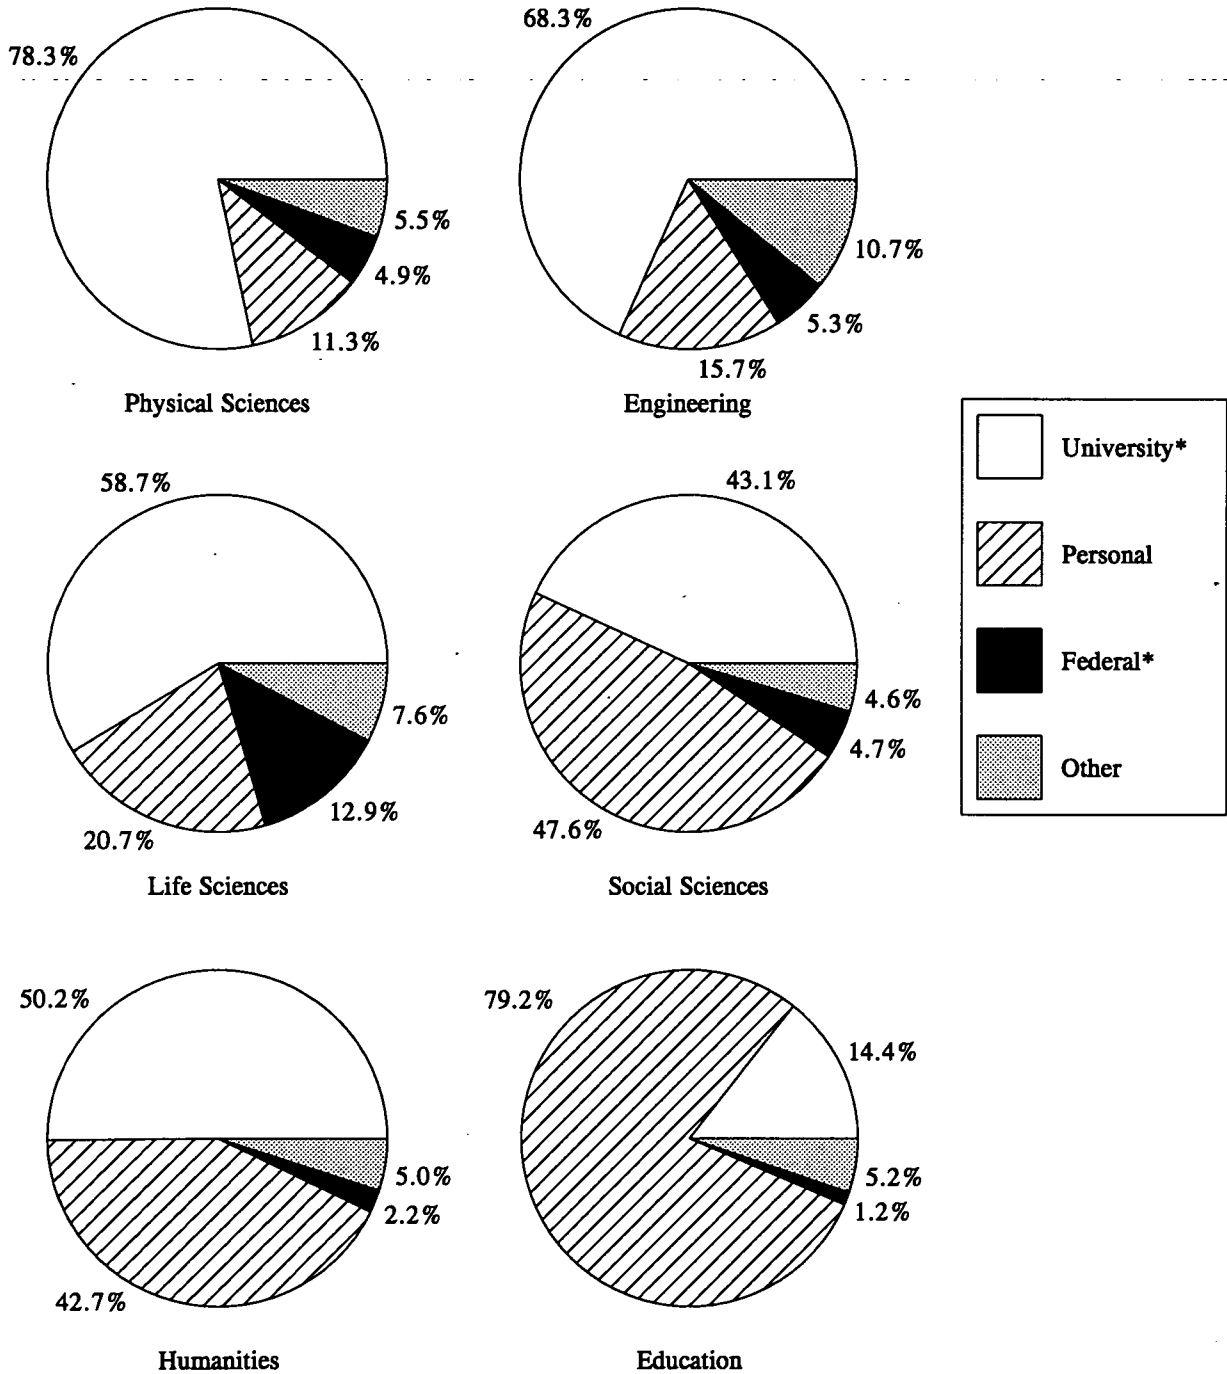 68.3%
78.3%
5.5%
10.7%
4.9%
5.3%
11.3%
15.7%
Physical Sciences
Engineering
University*
Personal
Federal*
Other
58.7%
43.1%
7.6%
4.6%
4.7%
12.9%
20.7%
47.6%
Life Sciences
Social Sciences
50.2%
79.2%
14.4%
5.0%
5.2%
2.2%
1.2%
42.7%
Humanities
Education